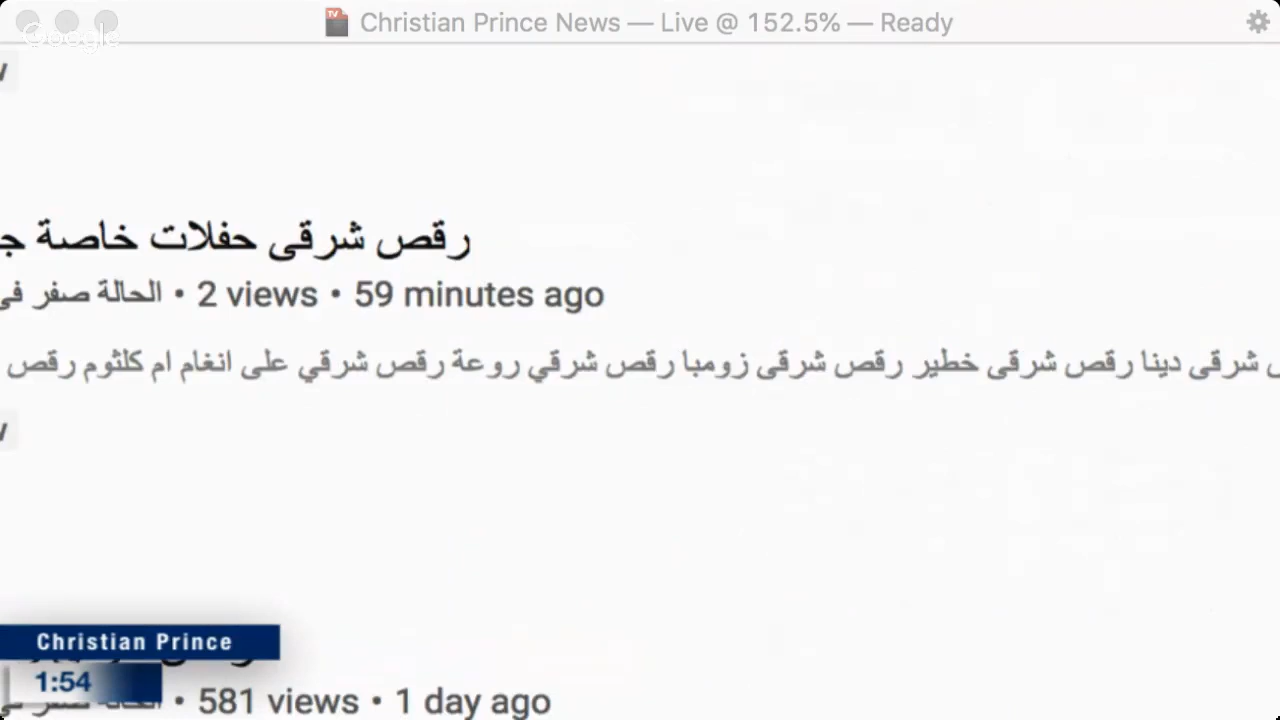 Google
Christian Prince News — Live @ 152.5% — Ready
رقص شرقى حفلات خاصة
الحالة صفر فى • 2 views • 59 minutes ago
شرقى دينا رقص شرقى خطير رقص شرقى زومبا رقص شرقي روعة رقص شرقي على انغام ام كلثوم رقص
Christian Prince
1:54
• 581 views • 1 day ago